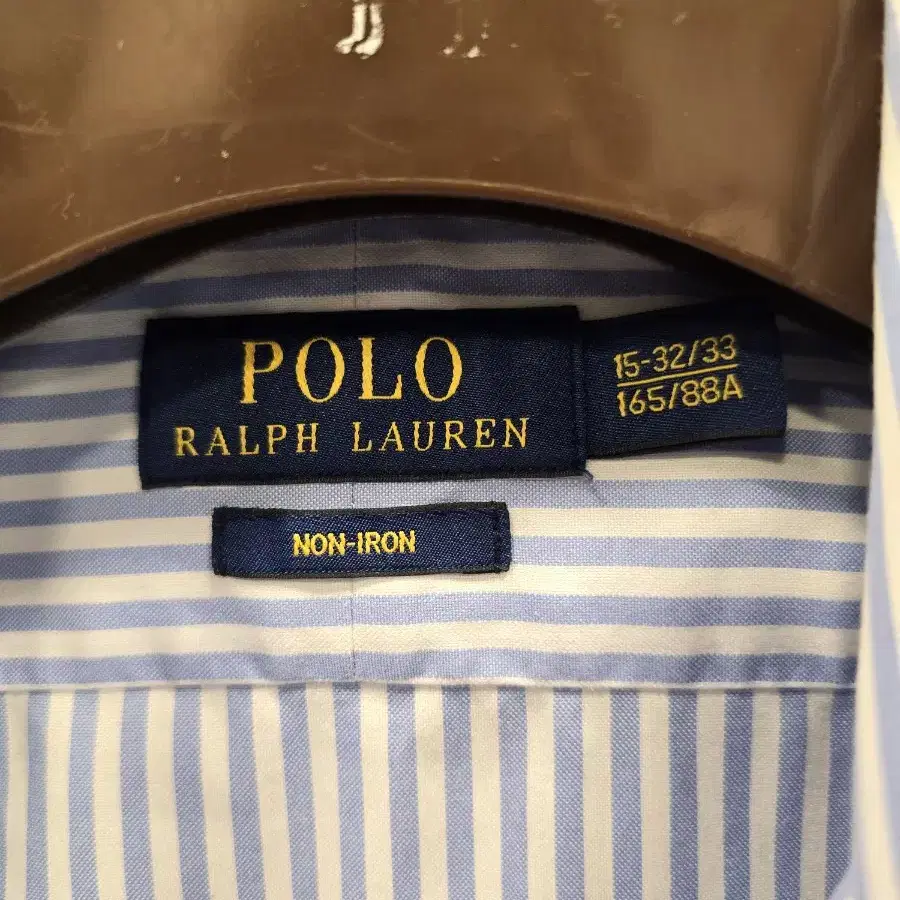 POLO
RALPH LAUREN
15-32/33
165/88A
NON-IRON